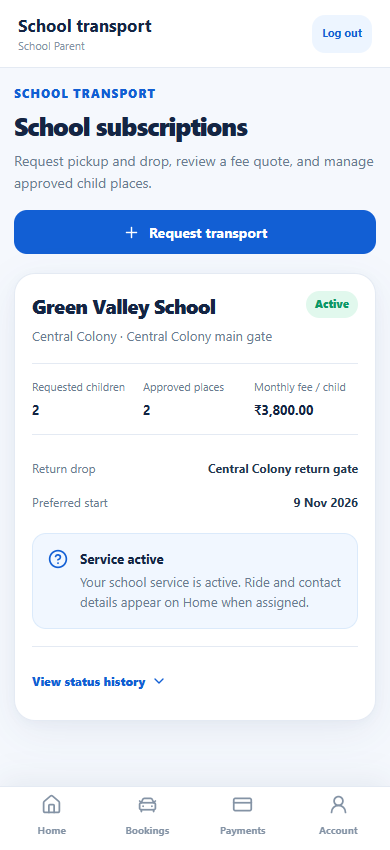 School transport
School Parent
Log out
SCHOOL TRANSPORT
School subscriptions
Request pickup and drop, review a fee quote, and manage
approved child places.
+ Request transport
Green Valley School
Active
Central Colony · Central Colony main gate
Requested children
Approved places
Monthly fee / child
2
2
₹3,800.00
Return drop
Central Colony return gate
Preferred start
9 Nov 2026
Service active
Your school service is active. Ride and contact
details appear on Home when assigned.
View status history
Home
Bookings
Payments
Account